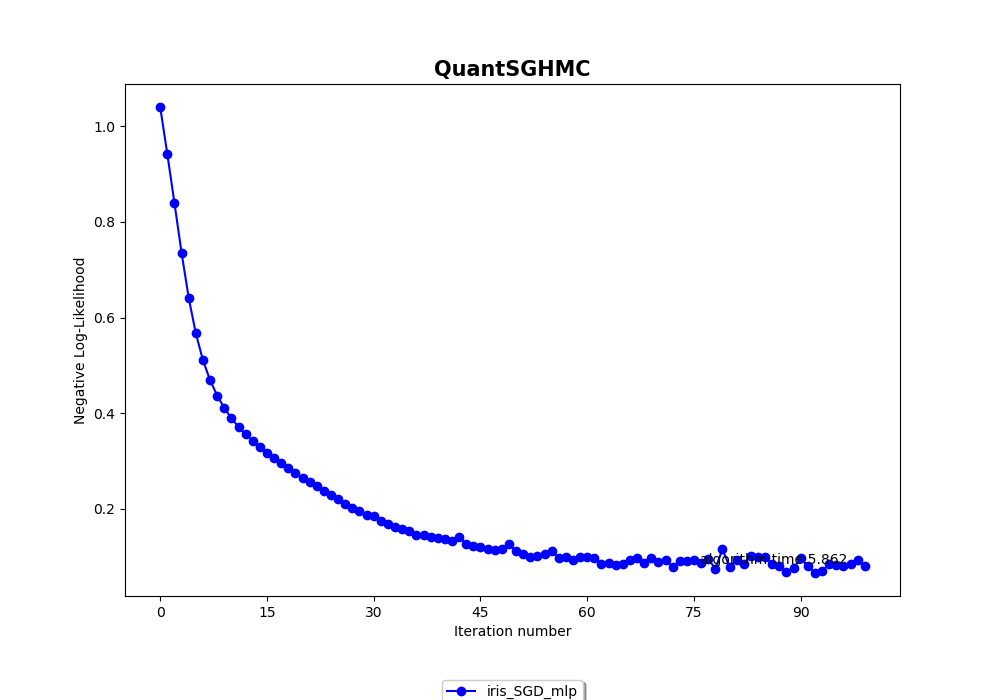 QuantSGHMC
Negative Log-Likelihood
1.0
0.8
0.6
0.4
0.2
algorithm time 5.862
0 15 30 45 60 75 90
Iteration number
iris_SGD_mlp